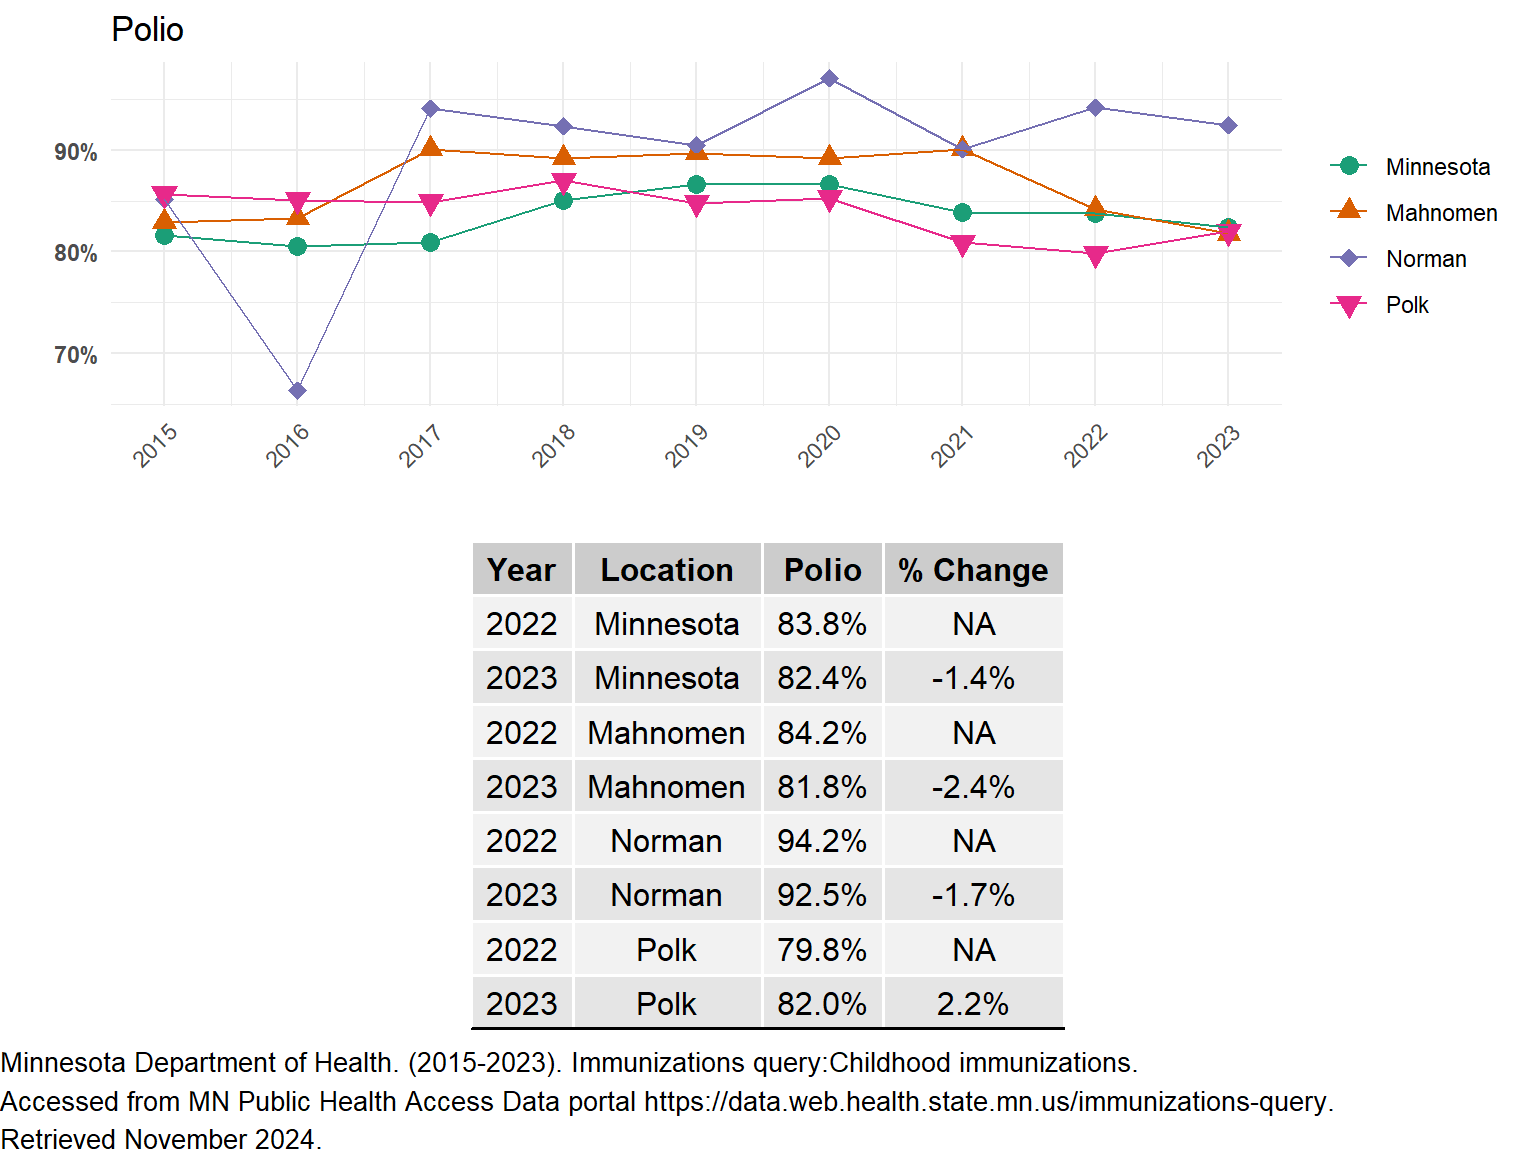 Polio
90%
80%
70%
2015 2016 2017 2018 2019 2020 2021 2022 2023
Minnesota
Mahnomen
Norman
Polk
Year Location Polio % Change
2022 Minnesota 83.8% NA
2023 Minnesota 82.4% -1.4%
2022 Mahnomen 84.2% NA
2023 Mahnomen 81.8% -2.4%
2022 Norman 94.2% NA
2023 Norman 92.5% -1.7%
2022 Polk 79.8% NA
2023 Polk 82.0% 2.2%
Minnesota Department of Health. (2015-2023). Immunizations query:Childhood immunizations.
Accessed from MN Public Health Access Data portal https://data.web.health.state.mn.us/immunizations-query.
Retrieved November 2024.